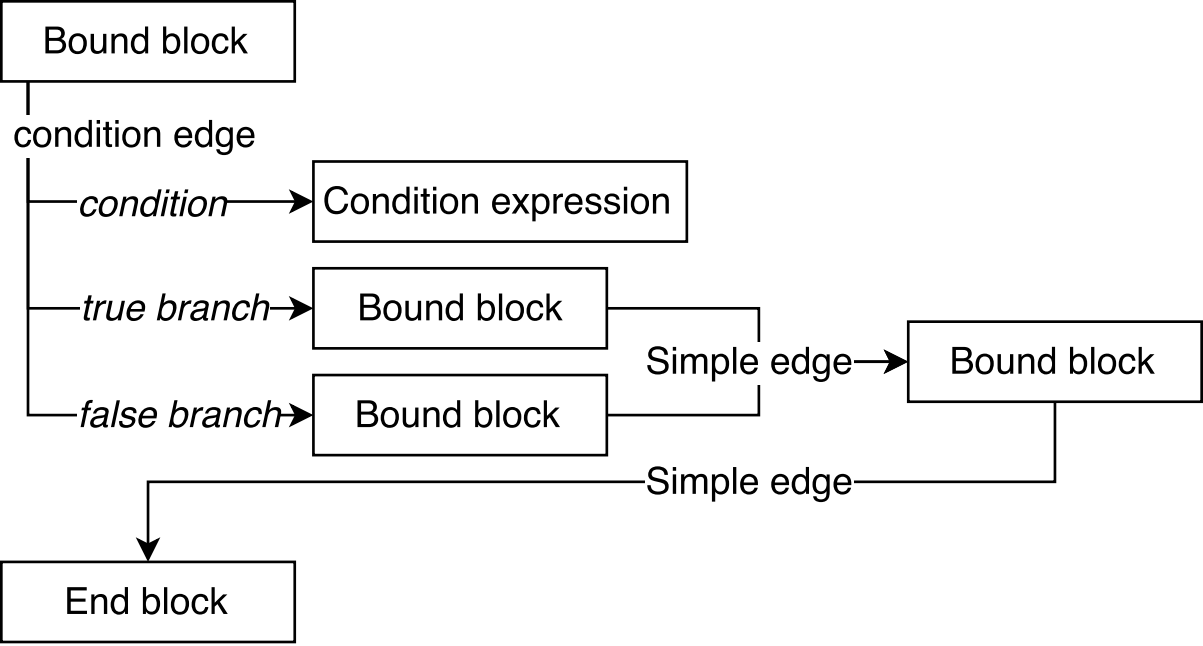 Bound block
condition edge
condition
Condition expression
true branch
Bound block
Simple edge
Bound block
false branch
Bound block
Simple edge
End block